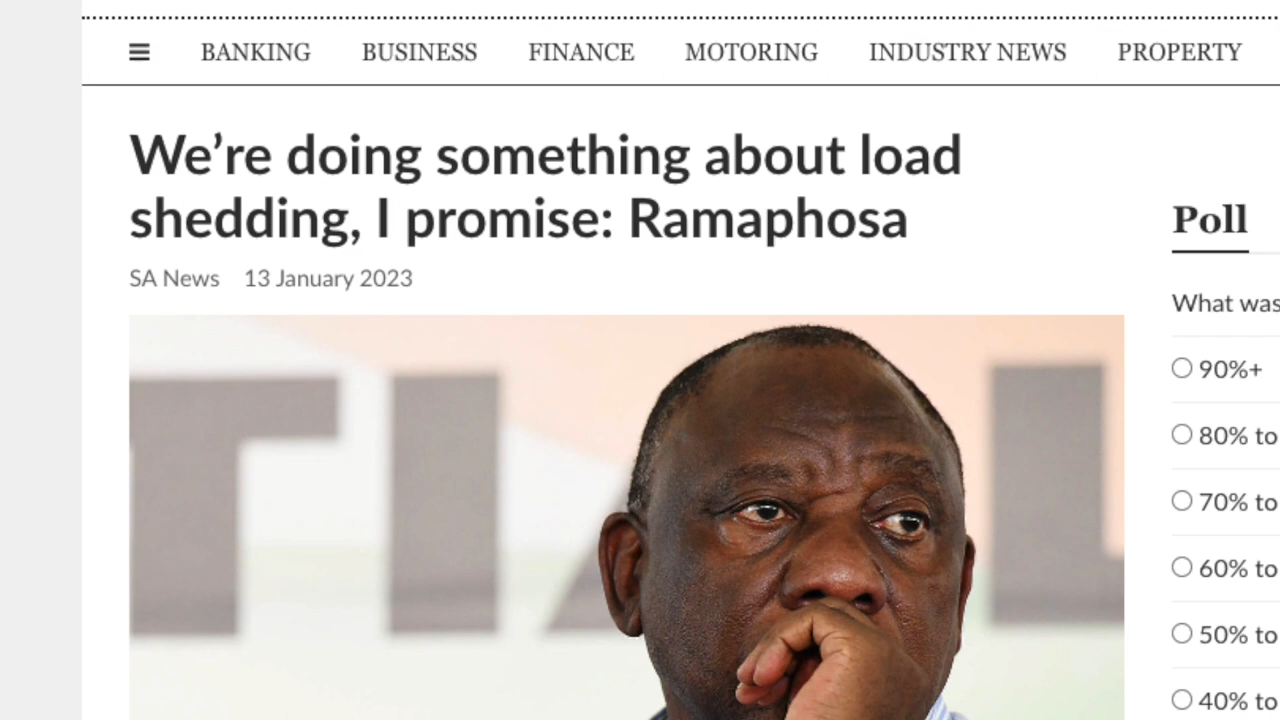 BANKING BUSINESS FINANCE MOTORING INDUSTRY NEWS PROPERTY
We’re doing something about load
shedding, I promise: Ramaphosa
SA News 13 January 2023
Poll
What was
90%+
80% to
70% to
60% to
50% to
40% to